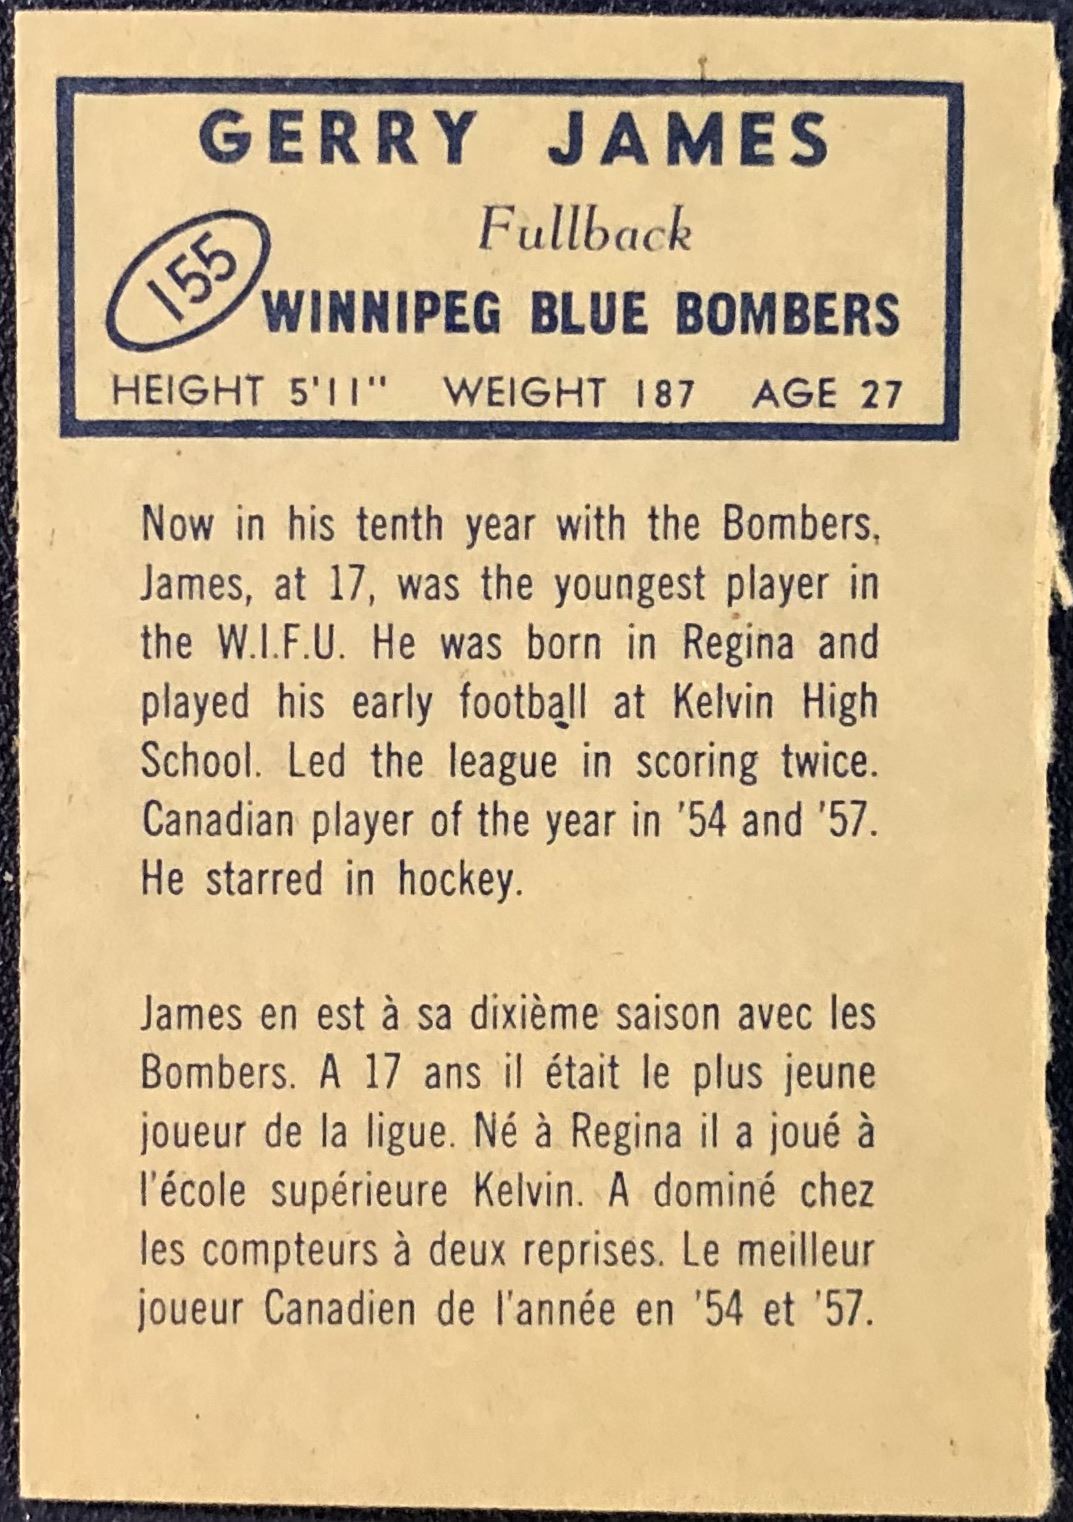 GERRY JAMES
Fullback
155
WINNIPEG BLUE BOMBERS
HEIGHT 5'11" WEIGHT 187 AGE 27
Now in his tenth year with the Bombers,
James, at 17, was the youngest player in
the W.I.F.U. He was born in Regina and
played his early football at Kelvin High
School. Led the league in scoring twice.
Canadian player of the year in '54 and '57.
He starred in hockey.
James en est à sa dixième saison avec les
Bombers. A 17 ans il était le plus jeune
joueur de la ligue. Né à Regina il a joué à
l'école supérieure Kelvin. A dominé chez
les compteurs à deux reprises. Le meilleur
joueur Canadien de l'année en '54 et '57.